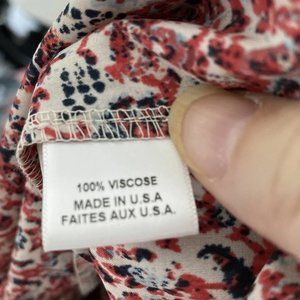 100% VISCOSE
MADE IN U.S.A
FAITES AUX U.S.A.